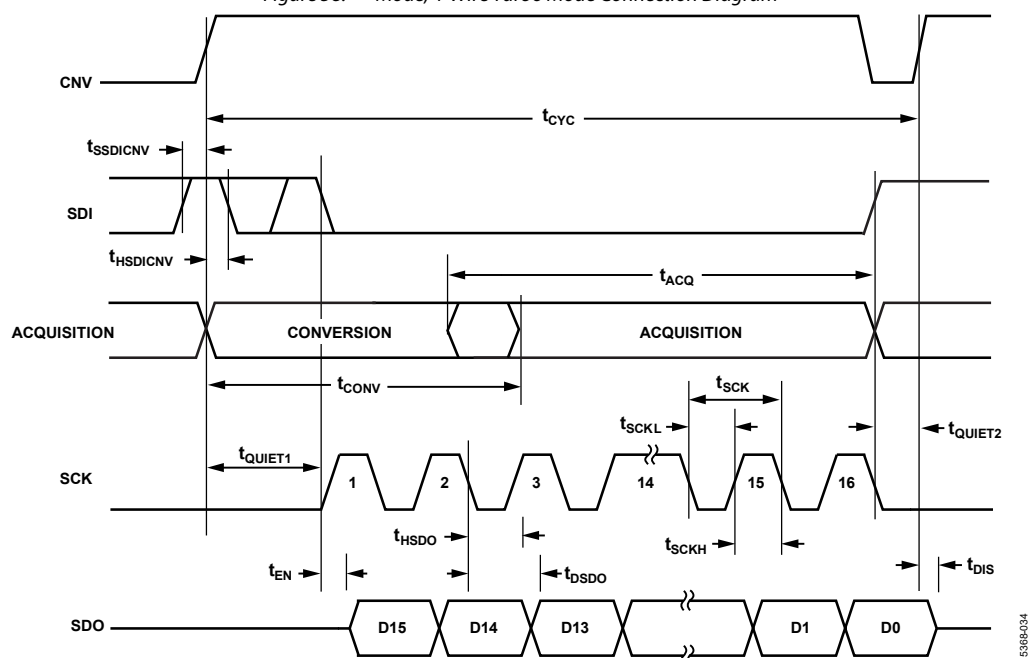 Mode, 4-Wire Turbo Mode Connection Diagram
CNV
tCYC
tSSDICNV
SDI
tHSDICNV
tACQ
ACQUISITION
CONVERSION
ACQUISITION
tCONV
tSCK
tSCKL
tQUIET2
tQUIET1
SCK
1
2
3
14
15
16
tHSDO
tSCKH
tEN
tDSDO
tDIS
SDO
D15
D14
D13
D1
D0
5368-034